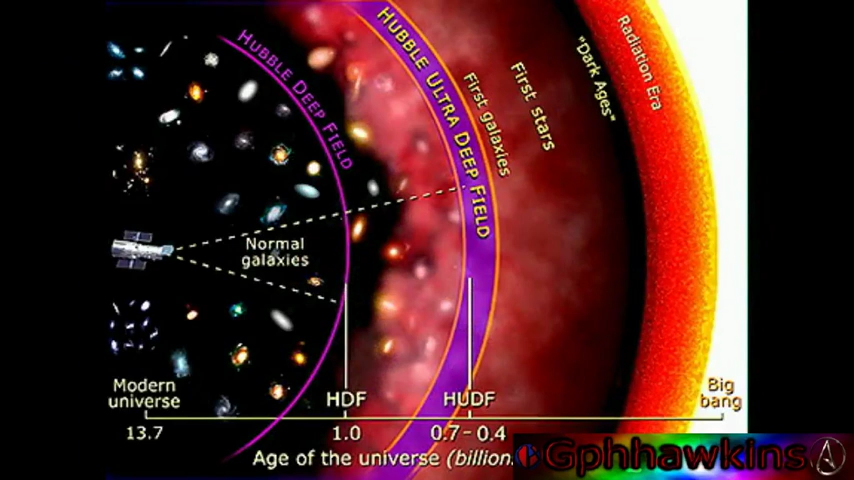 HUBBLE DEEP FIELD
HUBBLE ULTRA DEEP FIELD
First galaxies
First stars
"Dark Ages"
Radiation Era
Normal
galaxies
Modern
universe
HDF
HUDF
Big
bang
13.7
1.0
0.7 - 0.4
Age of the universe (billion
Gphhawkins